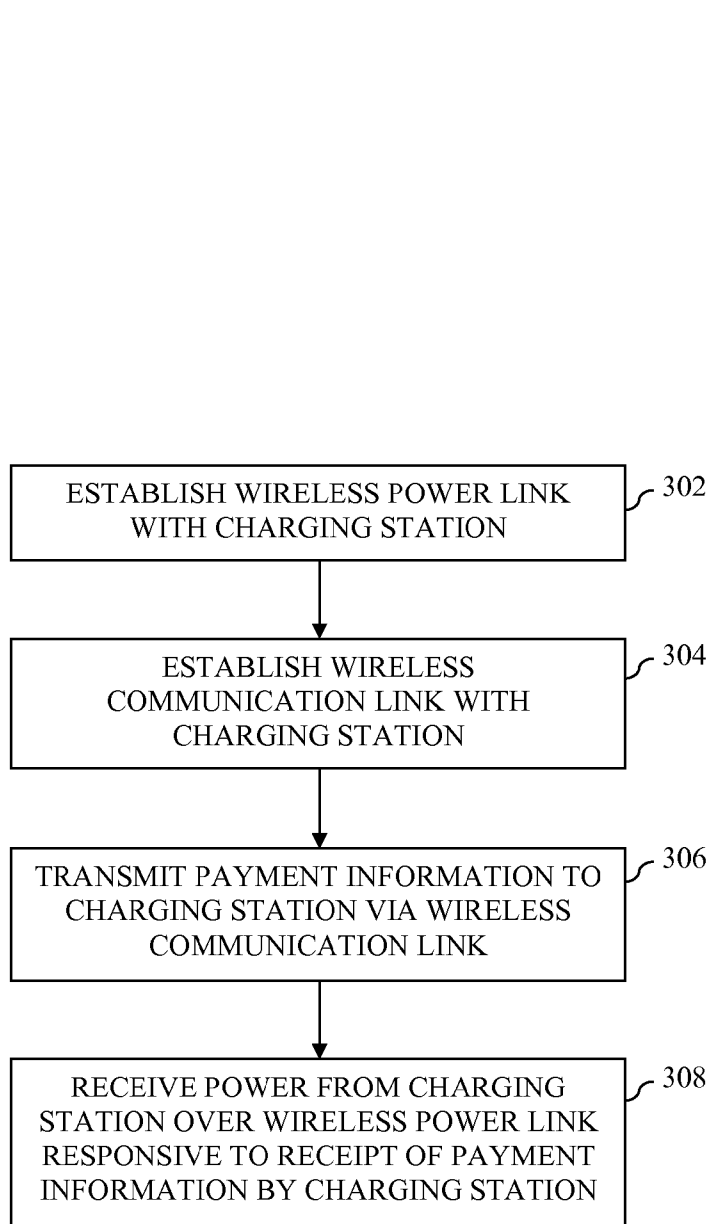 ESTABLISH WIRELESS POWER LINK
WITH CHARGING STATION
302
ESTABLISH WIRELESS
COMMUNICATION LINK WITH
CHARGING STATION
304
TRANSMIT PAYMENT INFORMATION TO
CHARGING STATION VIA WIRELESS
COMMUNICATION LINK
306
RECEIVE POWER FROM CHARGING
STATION OVER WIRELESS POWER LINK
RESPONSIVE TO RECEIPT OF PAYMENT
INFORMATION BY CHARGING STATION
308